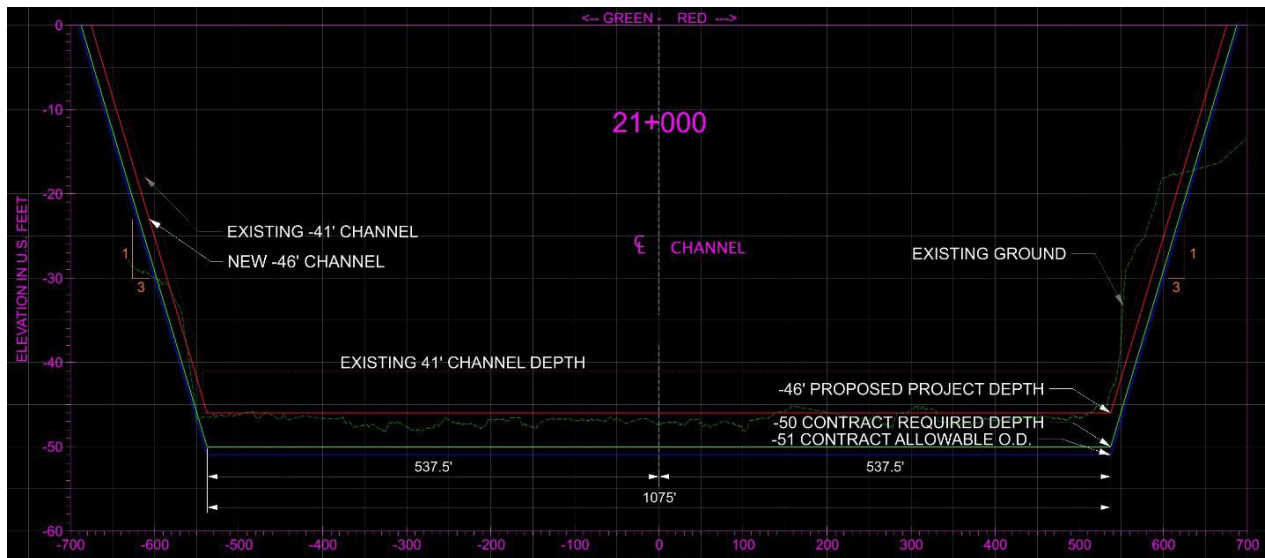 <-- GREEN - RED --->
0
-10
-20
-30
-40
-50
-60
ELEVATION IN U.S. FEET
21+000
EXISTING -41' CHANNEL
NEW -46' CHANNEL
℄ CHANNEL
EXISTING GROUND
1
3
1
3
EXISTING 41' CHANNEL DEPTH
-46' PROPOSED PROJECT DEPTH
-50 CONTRACT REQUIRED DEPTH
-51 CONTRACT ALLOWABLE O.D.
537.5' 537.5'
1075'
-700 -600 -500 -400 -300 -200 -100 0 100 200 300 400 500 600 700